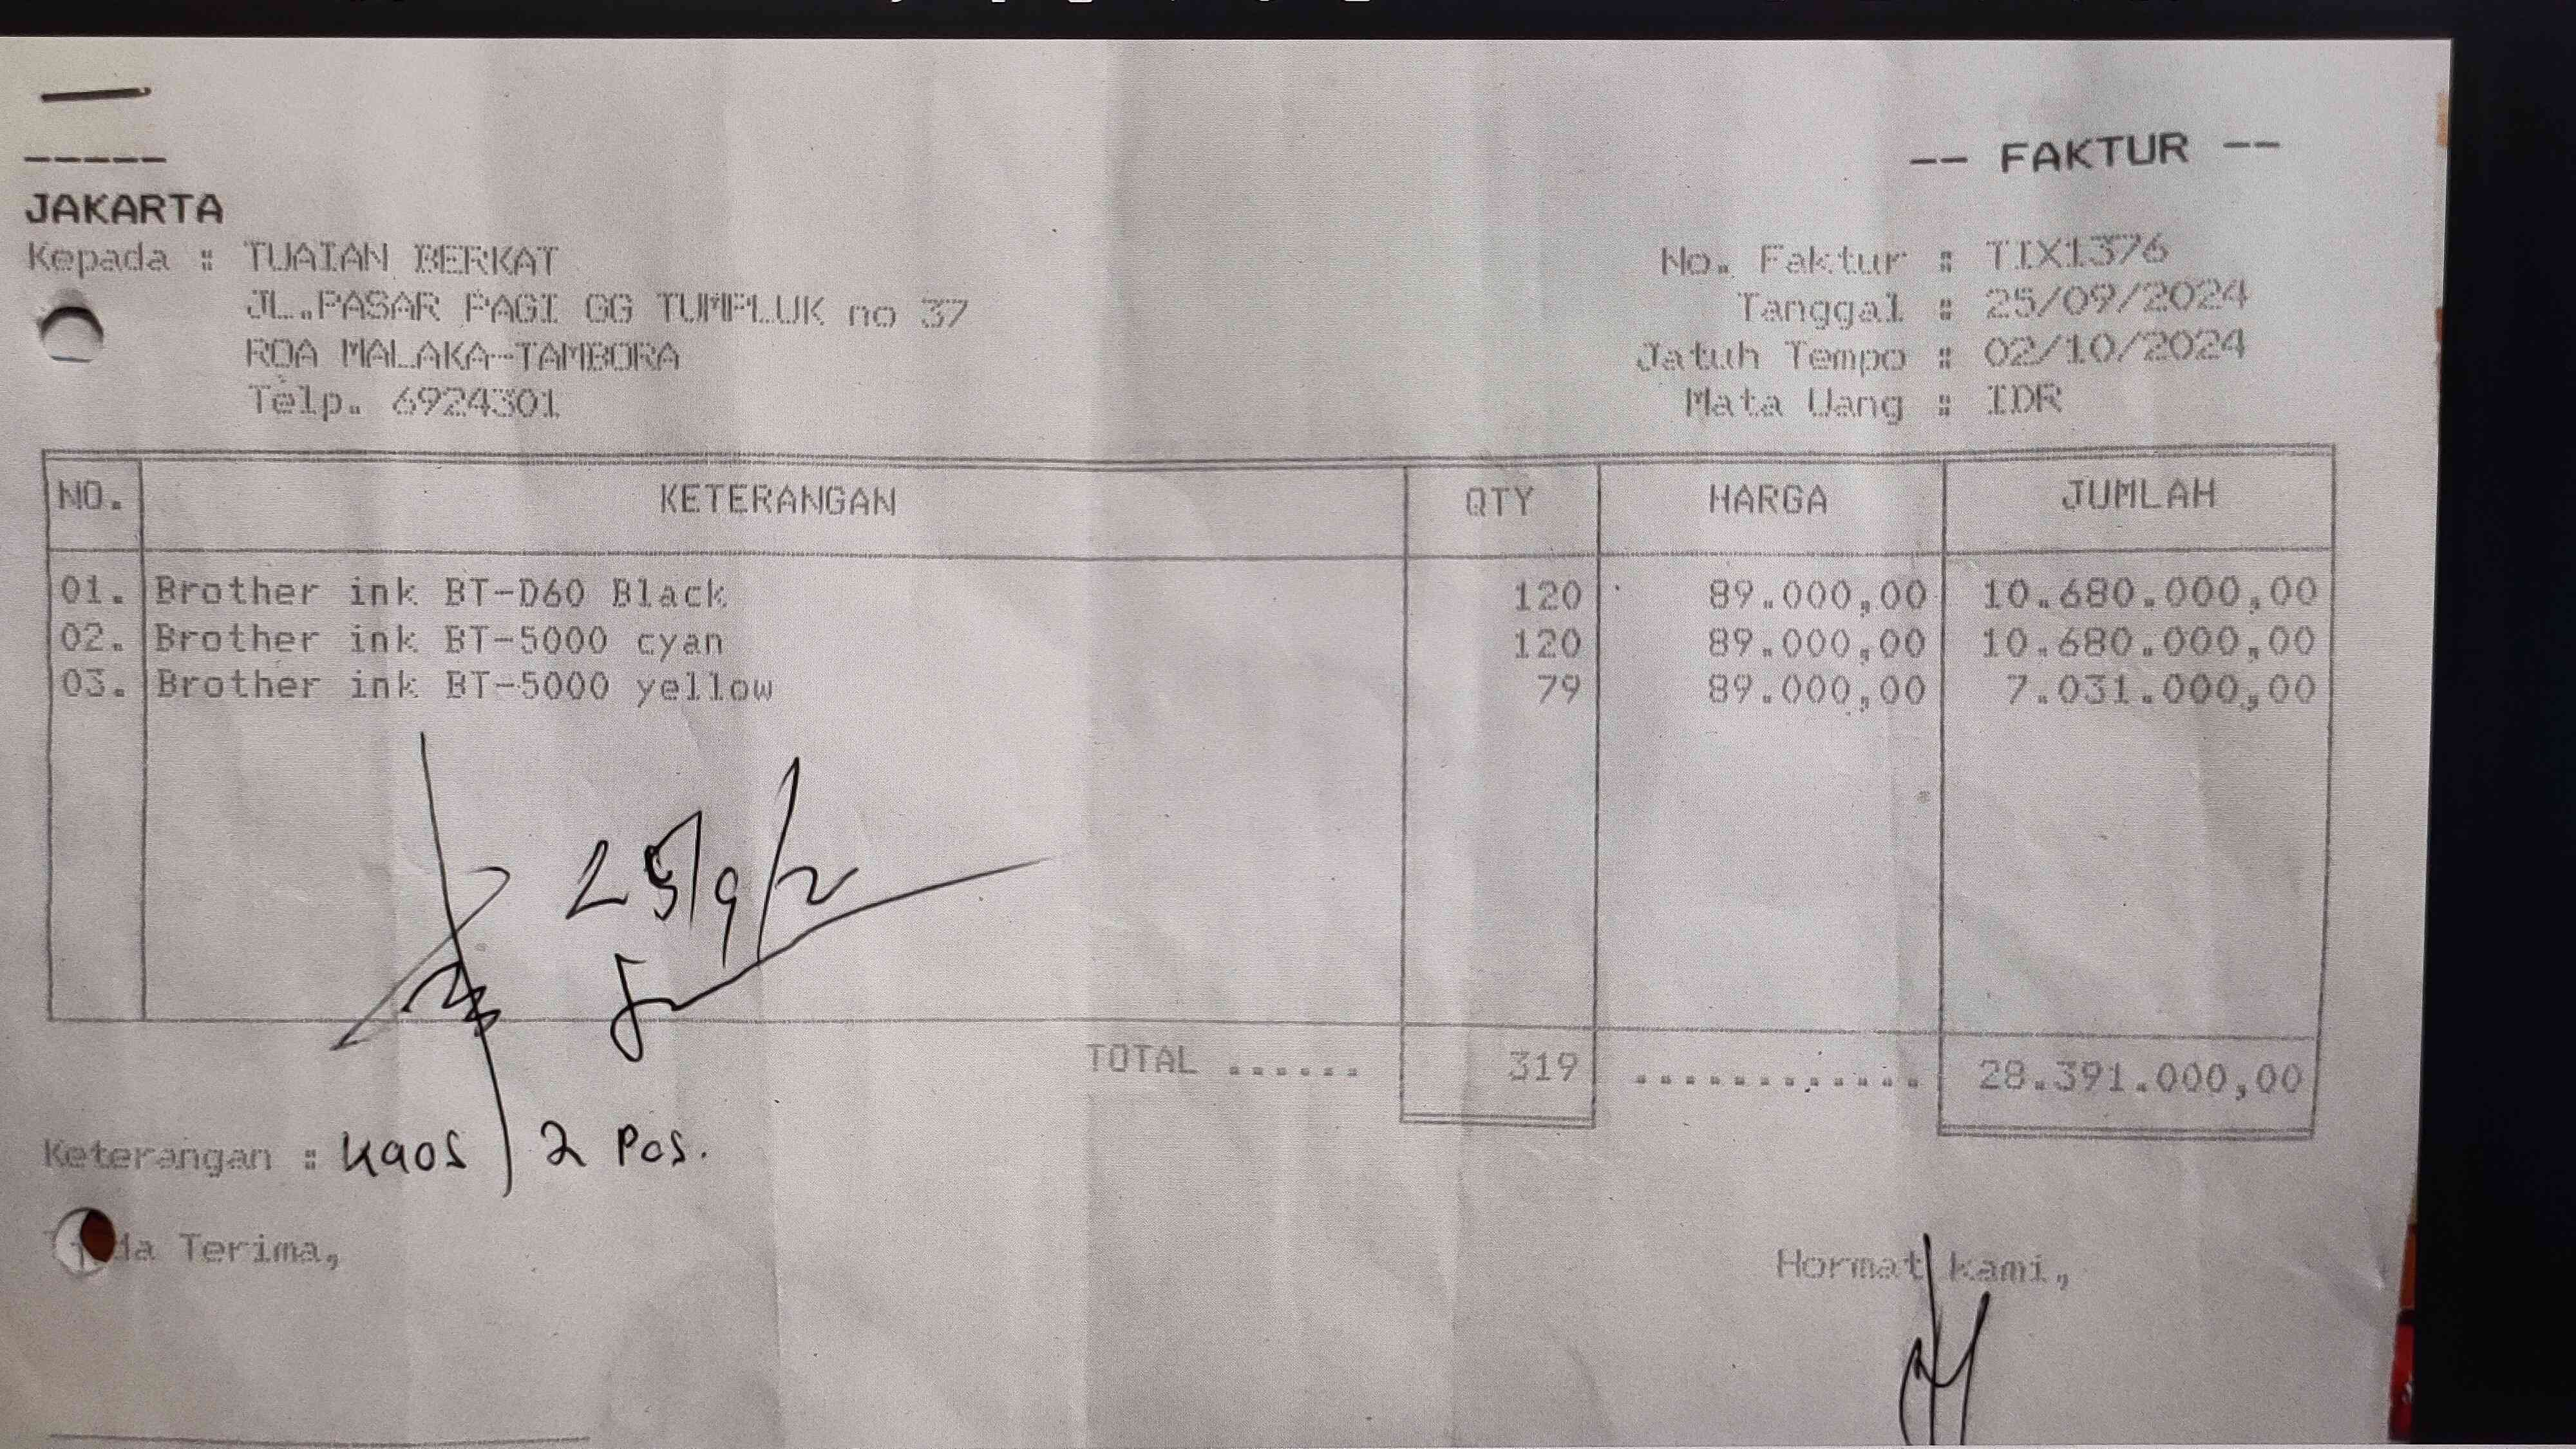 -----
-- FAKTUR --
JAKARTA
Kepada : TUAIAN BERKAT
JL.PASAR PAGI GG TUMPLUK no 37
ROA MALAKA-TAMBORA
Telp. 6924301
No. Faktur : TIX1376
Tanggal : 25/09/2024
Jatuh Tempo : 02/10/2024
Mata Uang : IDR
NO. KETERANGAN QTY HARGA JUMLAH
01. Brother ink BT-D60 Black 120 89.000,00 10.680.000,00
02. Brother ink BT-5000 cyan 120 89.000,00 10.680.000,00
03. Brother ink BT-5000 yellow 79 89.000,00 7.031.000,00
25/9/2
TOTAL ...... 319 ............ 28.391.000,00
Keterangan : kaos / 2 Pcs.
Terima,
Hormat kami,